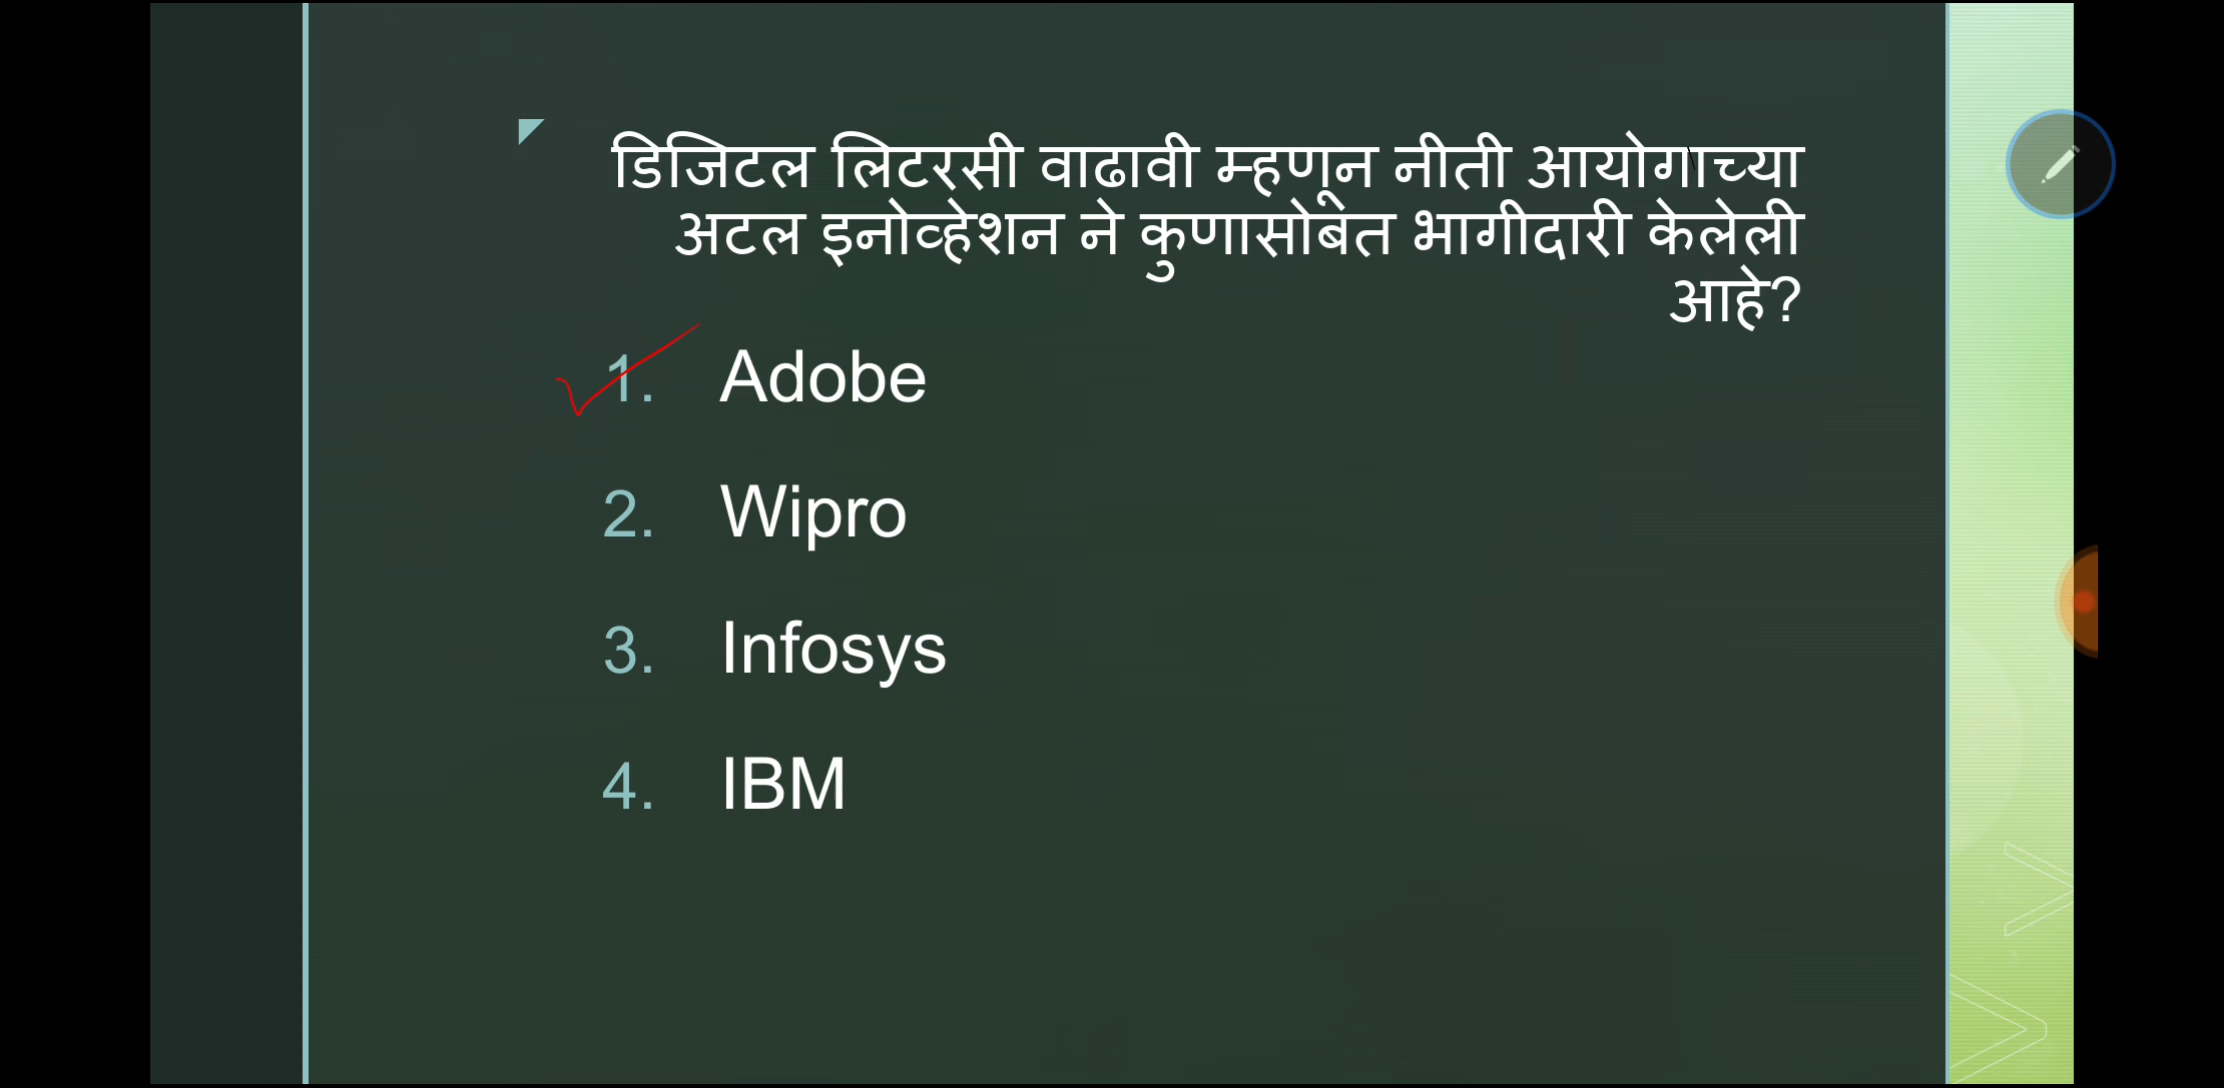 डिजिटल लिटरसी वाढावी म्हणून नीती आयोगाच्या
अटल इनोव्हेशन ने कुणासोबत भागीदारी केलेली
आहे?
1. Adobe
2. Wipro
3. Infosys
4. IBM